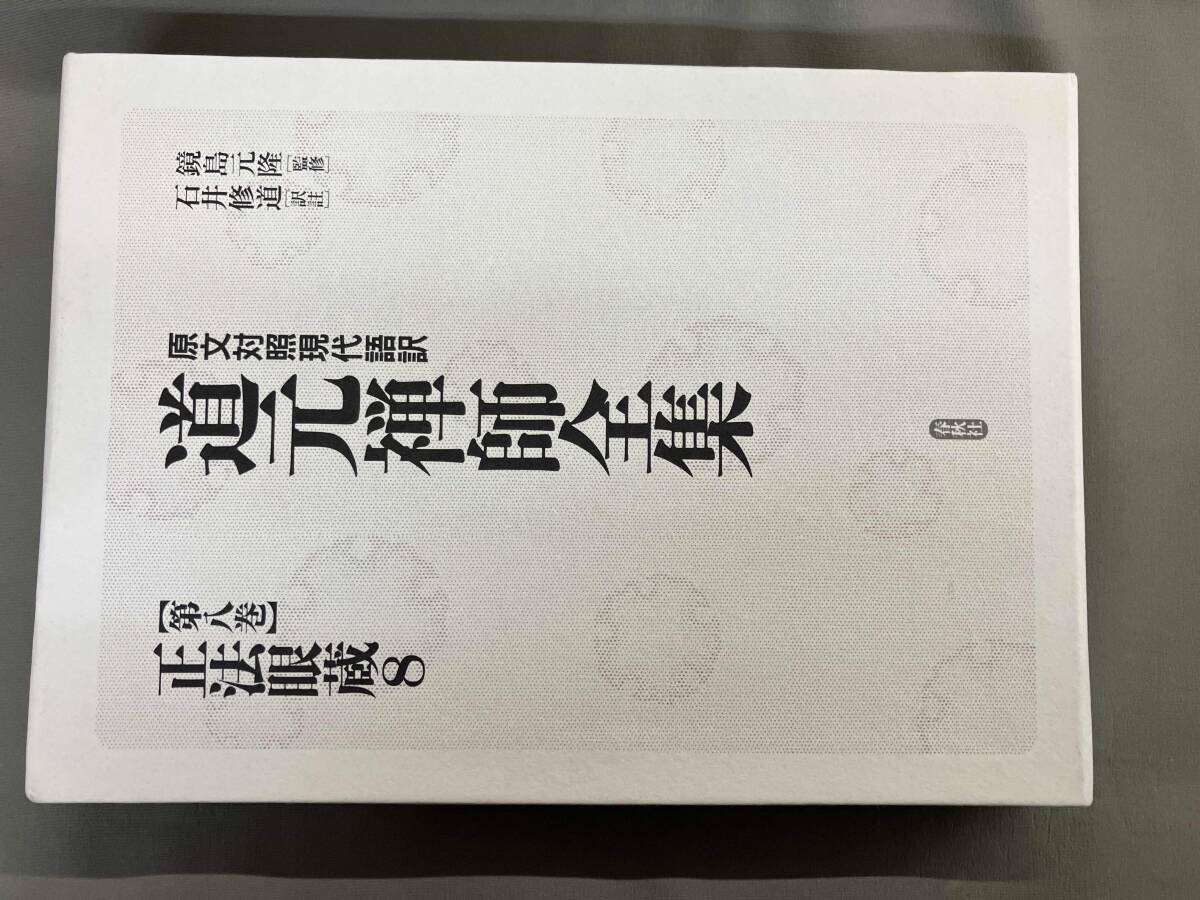 鏡島元隆[監修]
石井修道[訳註]
原文対照現代語訳
道元禅師全集
【第八巻】
正法眼蔵8
春秋社